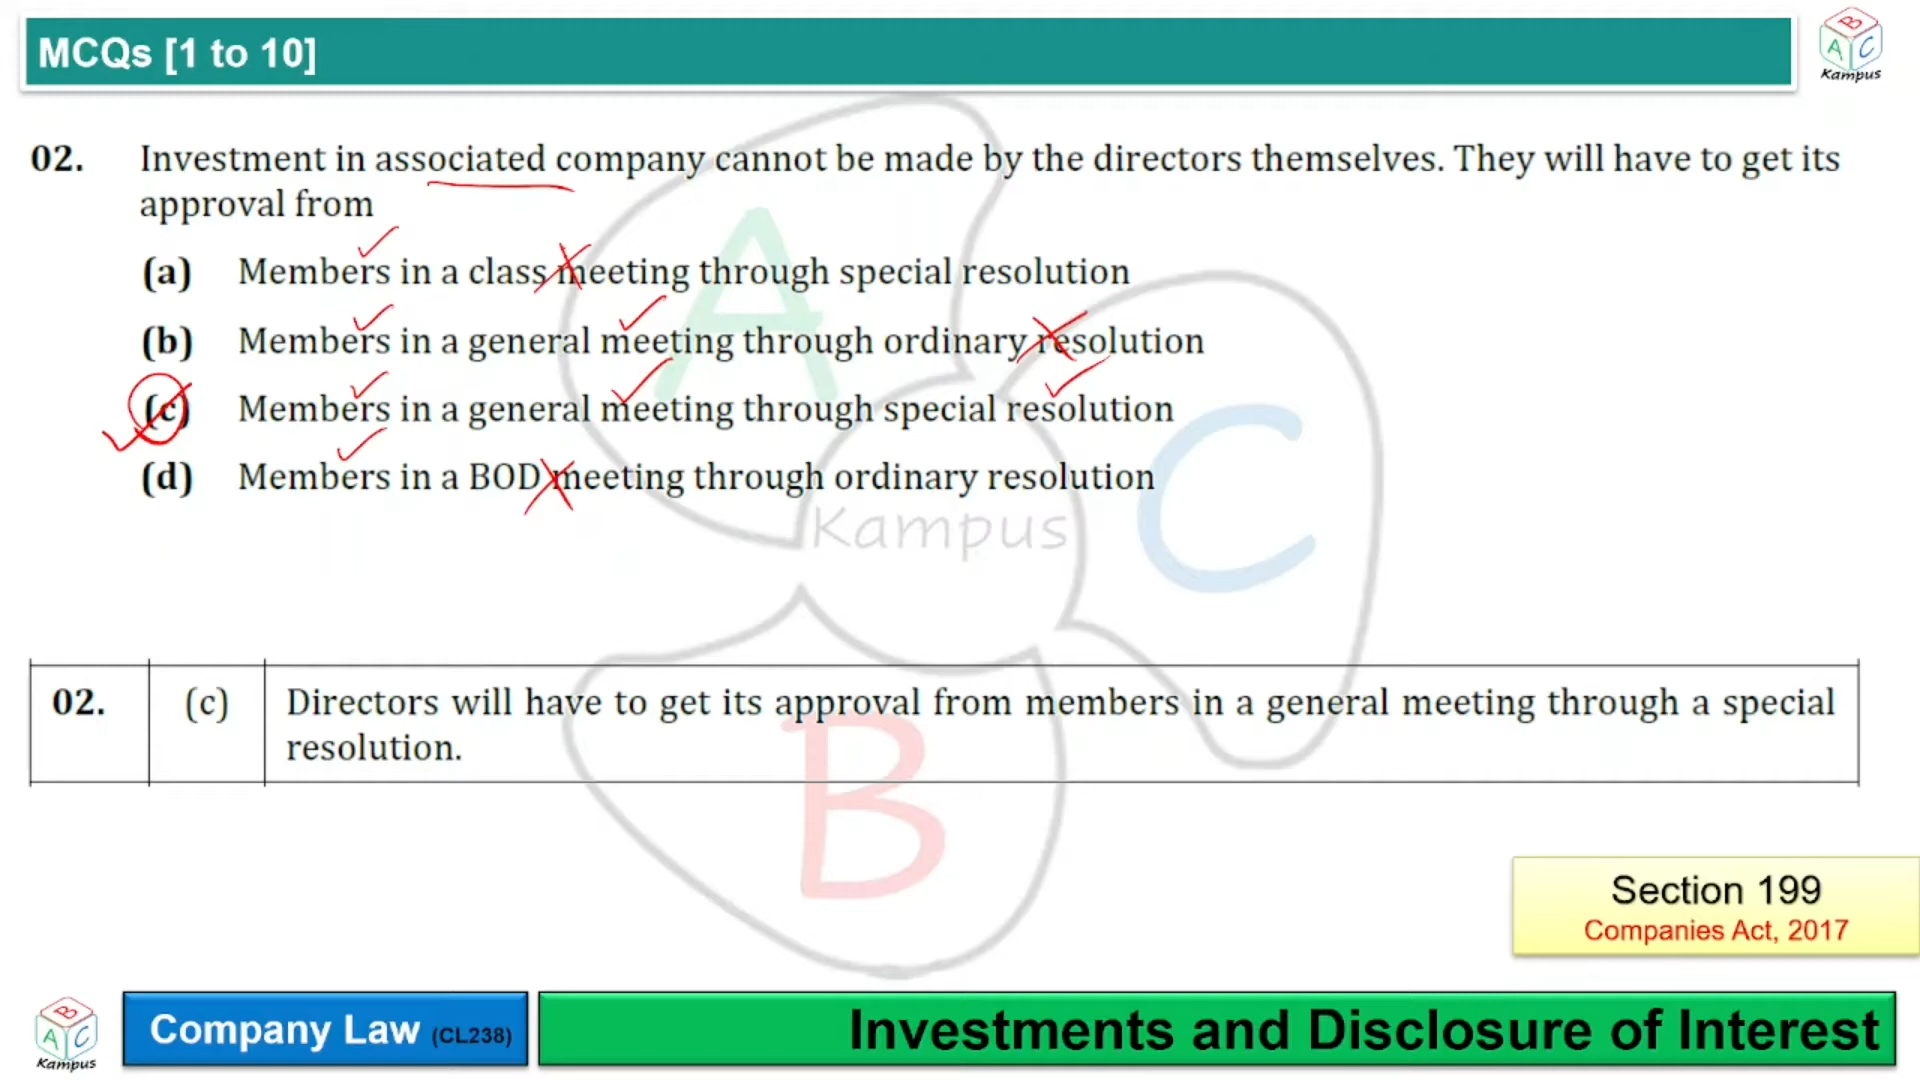 MCQs [1 to 10]
A B C
Kampus
02. Investment in associated company cannot be made by the directors themselves. They will have to get its
approval from
(a) Members in a class meeting through special resolution
(b) Members in a general meeting through ordinary resolution
(c) Members in a general meeting through special resolution
(d) Members in a BOD meeting through ordinary resolution
A
C
Kampus
B
02. (c) Directors will have to get its approval from members in a general meeting through a special
resolution.
Section 199
Companies Act, 2017
A B C
Kampus
Company Law (CL238)
Investments and Disclosure of Interest